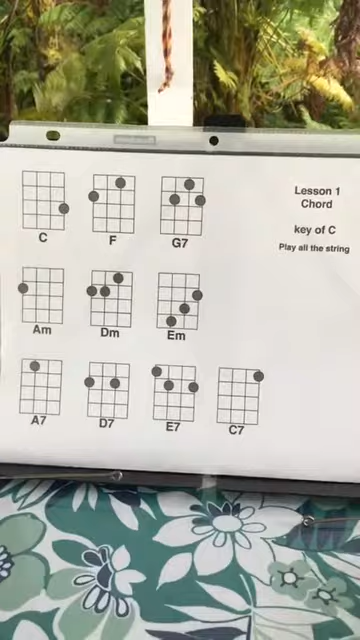 Lesson 1
Chord
key of C
Play all the string
C F G7
Am Dm Em
A7 D7 E7 C7